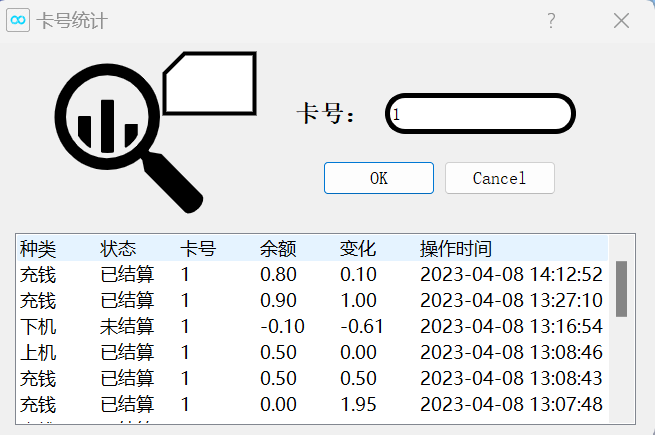 卡号统计
卡号：
1
OK Cancel
种类 状态 卡号 余额 变化 操作时间
充钱 已结算 1 0.80 0.10 2023-04-08 14:12:52
充钱 已结算 1 0.90 1.00 2023-04-08 13:27:10
下机 未结算 1 -0.10 -0.61 2023-04-08 13:16:54
上机 已结算 1 0.50 0.00 2023-04-08 13:08:46
充钱 已结算 1 0.50 0.50 2023-04-08 13:08:43
充钱 已结算 1 0.00 1.95 2023-04-08 13:07:48